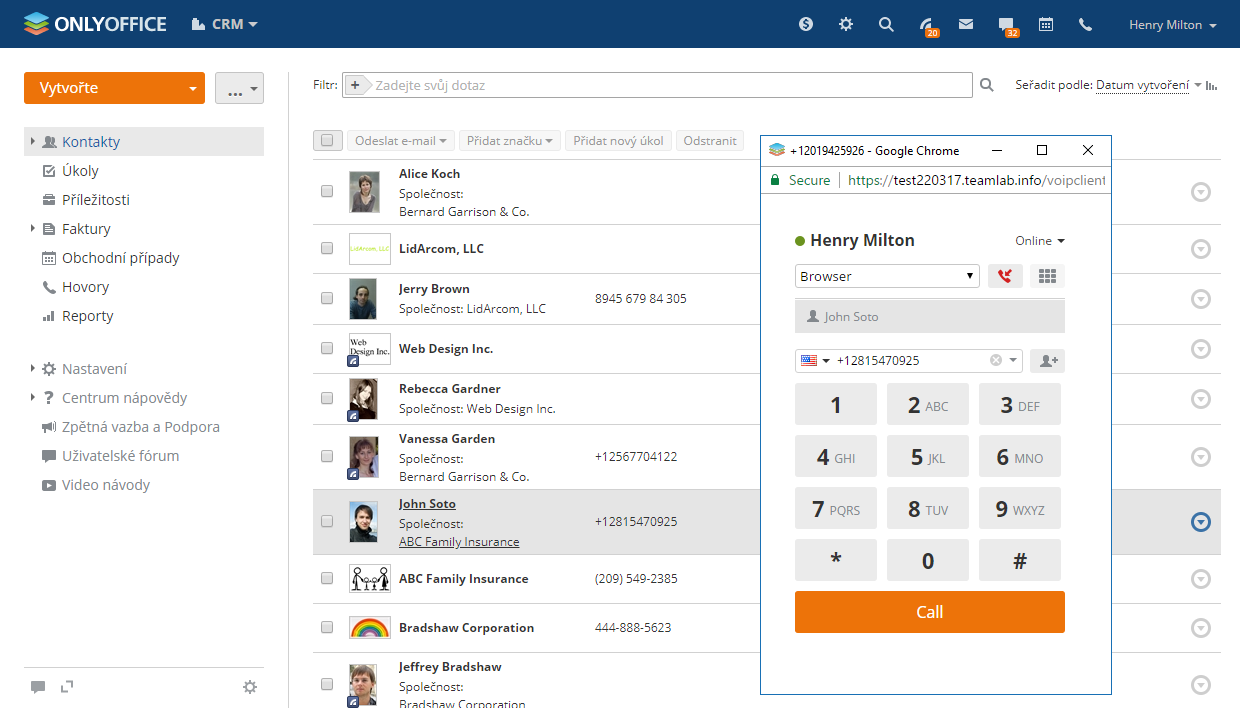 ONLYOFFICE CRM 20 32 Henry Milton
Vytvořte ...
Kontakty
Úkoly
Příležitosti
Faktury
Obchodní případy
Hovory
Reporty
Nastavení
Centrum nápovědy
Zpětná vazba a Podpora
Uživatelské fórum
Video návody
Filtr: + Zadejte svůj dotaz Seřadit podle: Datum vytvoření
Odeslat e-mail Přidat značku Přidat nový úkol Odstranit
Alice Koch
Společnost:
Bernard Garrison & Co.
LidArcom, LLC
LidArcom, LLC
Jerry Brown
Společnost: LidArcom, LLC
8945 679 84 305
Web
Design Inc.
Web Design Inc.
Rebecca Gardner
Společnost: Web Design Inc.
Vanessa Garden
Společnost:
Bernard Garrison & Co.
+12567704122
John Soto
Společnost:
ABC Family Insurance
+12815470925
ABC Family Insurance (209) 549-2385
Bradshaw Corporation 444-888-5623
Jeffrey Bradshaw
Společnost:
Bradshaw Corporation
+12019425926 - Google Chrome
Secure https://test220317.teamlab.info/voipclient
Henry Milton Online
Browser
John Soto
+12815470925
1 2 ABC 3 DEF
4 GHI 5 JKL 6 MNO
7 PQRS 8 TUV 9 WXYZ
* 0 #
Call